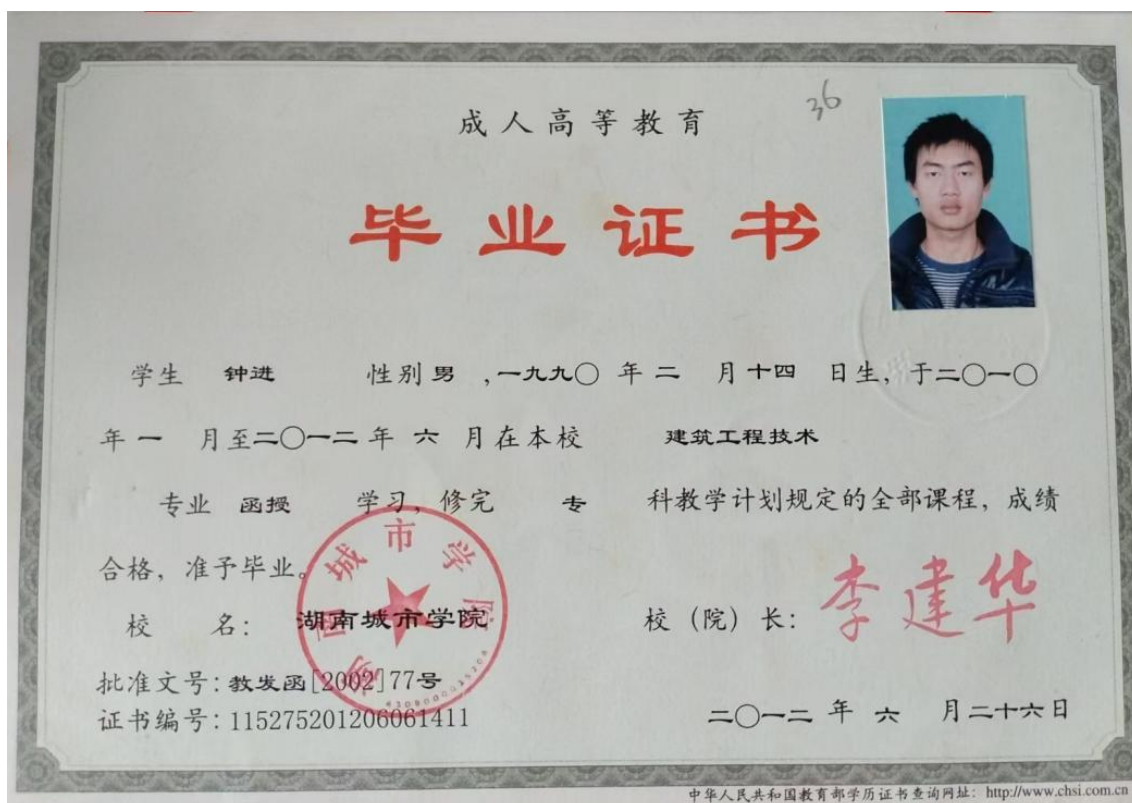 成人高等教育
36
毕业证书
学生 钟进 性别 男 ,一九九〇 年 二 月 十四 日生，于二〇一〇
年 一 月至二〇一二 年 六 月在本校 建筑工程技术
专业 函授 学习，修完 专 科教学计划规定的全部课程，成绩
合格，准予毕业。
湖南城市学院
校 名： 湖南城市学院 校（院）长： 李建华
批准文号：教发函[2002]77号
证书编号：115275201206061411
二〇一二 年 六 月二十六日
中华人民共和国教育部学历证书查询网址：http://www.chsi.com.cn